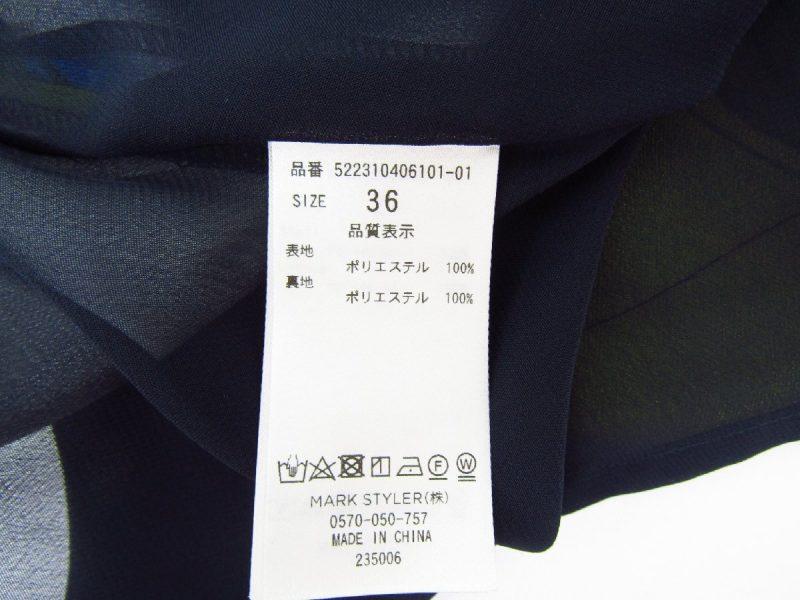 品番 522310406101-01
SIZE 36
品質表示
表地
ポリエステル 100%
裏地
ポリエステル 100%
F W
MARK STYLER(株)
0570-050-757
MADE IN CHINA
235006